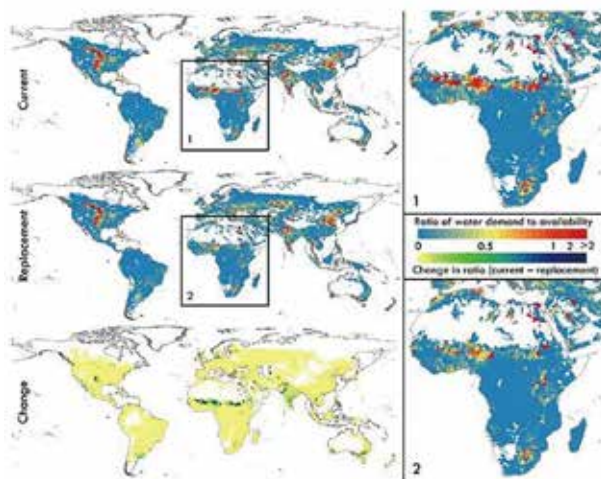 Current
1
Replacement
2
Change
1
Ratio of water demand to availability
0 0.5 1 2 >2
Change in ratio (current – replacement)
2